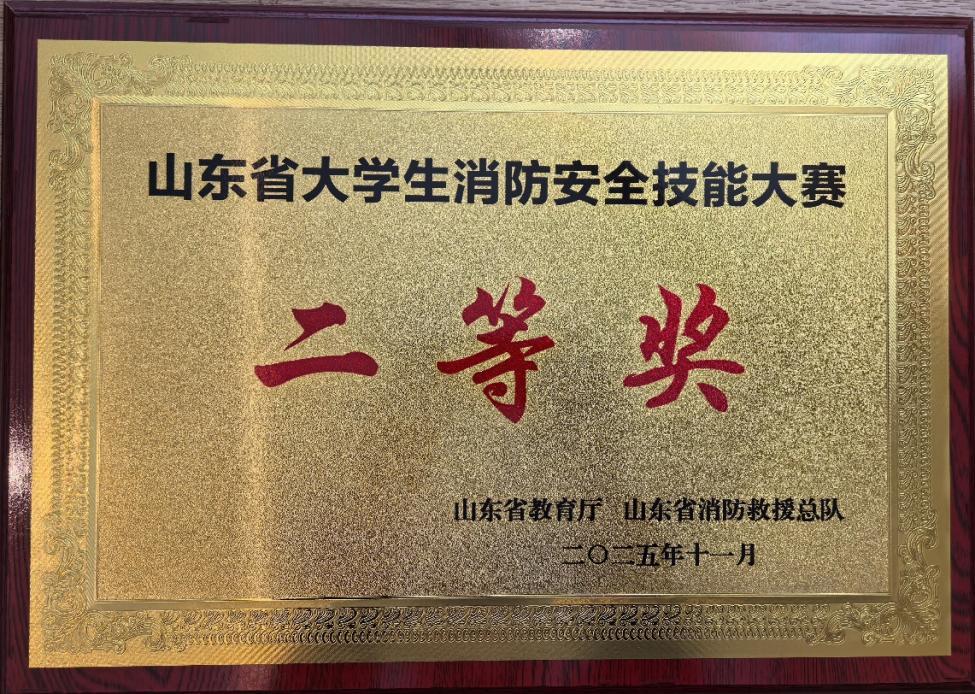 山东省大学生消防安全技能大赛
二等奖
山东省教育厅 山东省消防救援总队
二〇二五年十一月